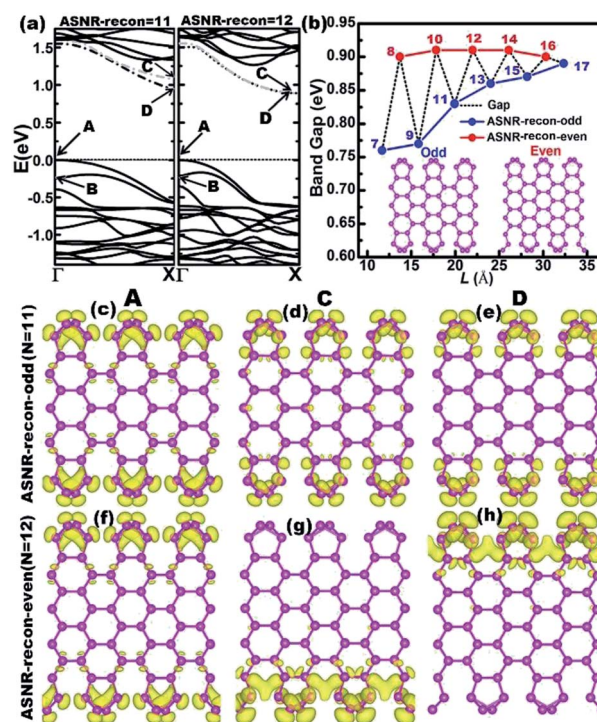 (a) ASNR-recon=11 ASNR-recon=12
1.5
1.0
0.5
0.0
-0.5
-1.0
E(eV)
A
B
C
D
Γ X Γ X
(b)
0.95
0.90
0.85
0.80
0.75
0.70
0.65
0.60
Band Gap (eV)
8 10 12 14 16
7 9 11 13 15 17
Gap
ASNR-recon-odd
ASNR-recon-even
Odd
Even
10 15 20 25 30 35
L (Å)
A C D
(c) (d) (e)
ASNR-recon-odd (N=11)
(f) (g) (h)
ASNR-recon-even(N=12)